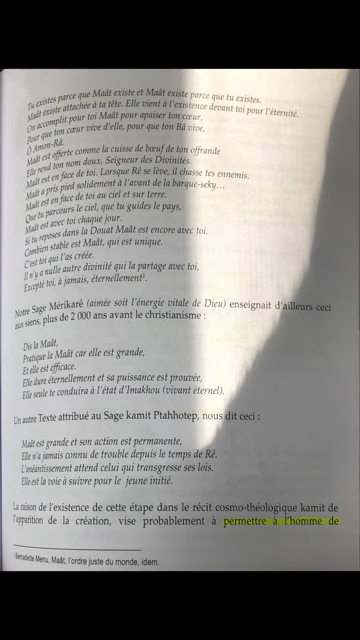 Tu existes parce que Maât existe et Maât existe parce que tu existes.
Maât existe attachée à ta tête. Elle vient à l'existence devant toi pour l'éternité.
On accomplit pour toi Maât pour apaiser ton cœur,
Pour que ton cœur vive d'elle, pour que ton Bâ vive,
Ô Amon-Râ.
Maât est offerte comme la cuisse de bœuf de ton offrande
Elle rend ton nom doux, Seigneur des Divinités.
Maât est en face de toi. Lorsque Rê se lève, il chasse tes ennemis.
Maât a pris pied solidement à l'avant de la barque-seky…
Maât est en face de toi au ciel et sur terre.
Que tu parcours le ciel, que tu guides le pays,
Maât est avec toi chaque jour.
Si tu reposes dans la Douat Maât est encore avec toi.
Combien stable est Maât, qui est unique.
C'est toi qui l'as créée.
Il n'y a nulle autre divinité qui la partage avec toi,
Excepté toi, à jamais, éternellement¹.
Notre Sage Mérikarê (aimée soit l'énergie vitale de Dieu) enseignait d'ailleurs ceci
aux siens, plus de 2 000 ans avant le christianisme :
Dis la Maât,
Pratique la Maât car elle est grande,
Et elle est efficace.
Elle dure éternellement et sa puissance est prouvée,
Elle seule te conduira à l'état d'Imakhou (vivant éternel).
Un autre Texte attribué au Sage kamit Ptahhotep, nous dit ceci :
Maât est grande et son action est permanente,
Elle n'a jamais connu de trouble depuis le temps de Rê.
L'anéantissement attend celui qui transgresse ses lois.
Elle est la voie à suivre pour le jeune initié.
La raison de l'existence de cette étape dans le récit cosmo-théologique kamit de
l'apparition de la création, vise probablement à permettre à l'homme de
¹ Bernadette Menu, Maât, l'ordre juste du monde, idem.